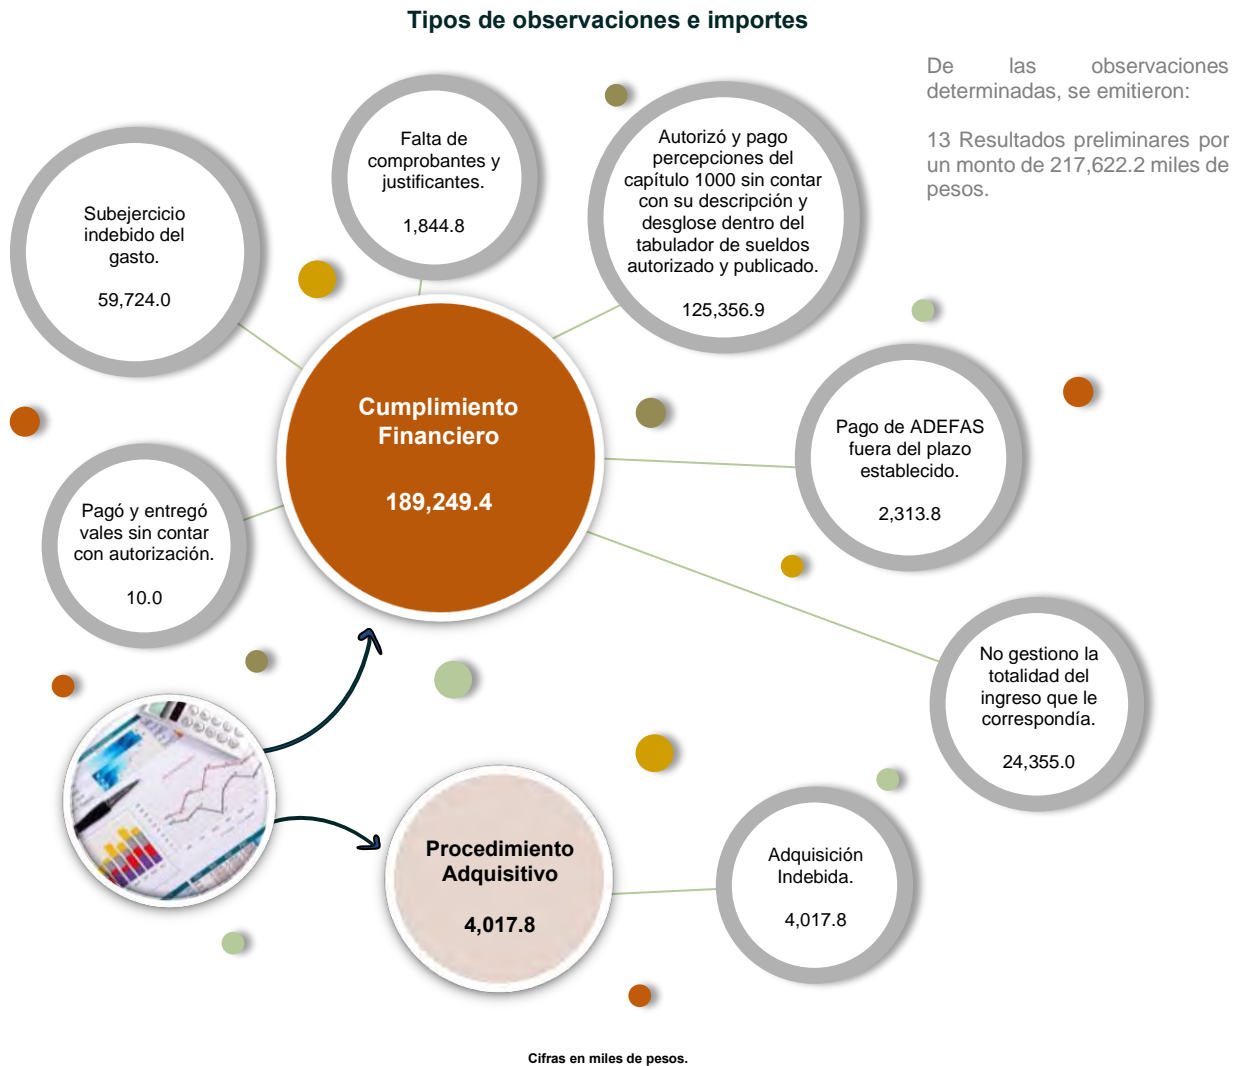 Tipos de observaciones e importes
De las observaciones
determinadas, se emitieron:
13 Resultados preliminares por
un monto de 217,622.2 miles de
pesos.
Falta de
comprobantes y
justificantes.
1,844.8
Autorizó y pago
percepciones del
capítulo 1000 sin contar
con su descripción y
desglose dentro del
tabulador de sueldos
autorizado y publicado.
125,356.9
Subejercicio
indebido del
gasto.
59,724.0
Cumplimiento
Financiero
189,249.4
Pago de ADEFAS
fuera del plazo
establecido.
2,313.8
Pagó y entregó
vales sin contar
con autorización.
10.0
No gestiono la
totalidad del
ingreso que le
correspondía.
24,355.0
Procedimiento
Adquisitivo
4,017.8
Adquisición
Indebida.
4,017.8
Cifras en miles de pesos.